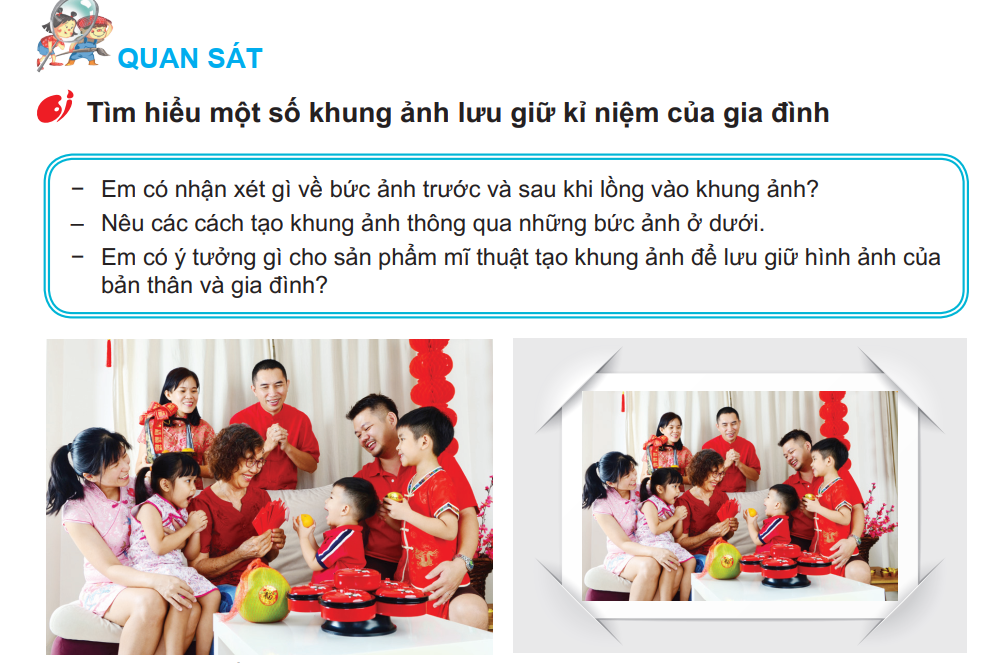 QUAN SÁT
Tìm hiểu một số khung ảnh lưu giữ kỉ niệm của gia đình
– Em có nhận xét gì về bức ảnh trước và sau khi lồng vào khung ảnh?
– Nêu các cách tạo khung ảnh thông qua những bức ảnh ở dưới.
– Em có ý tưởng gì cho sản phẩm mĩ thuật tạo khung ảnh để lưu giữ hình ảnh của
bản thân và gia đình?